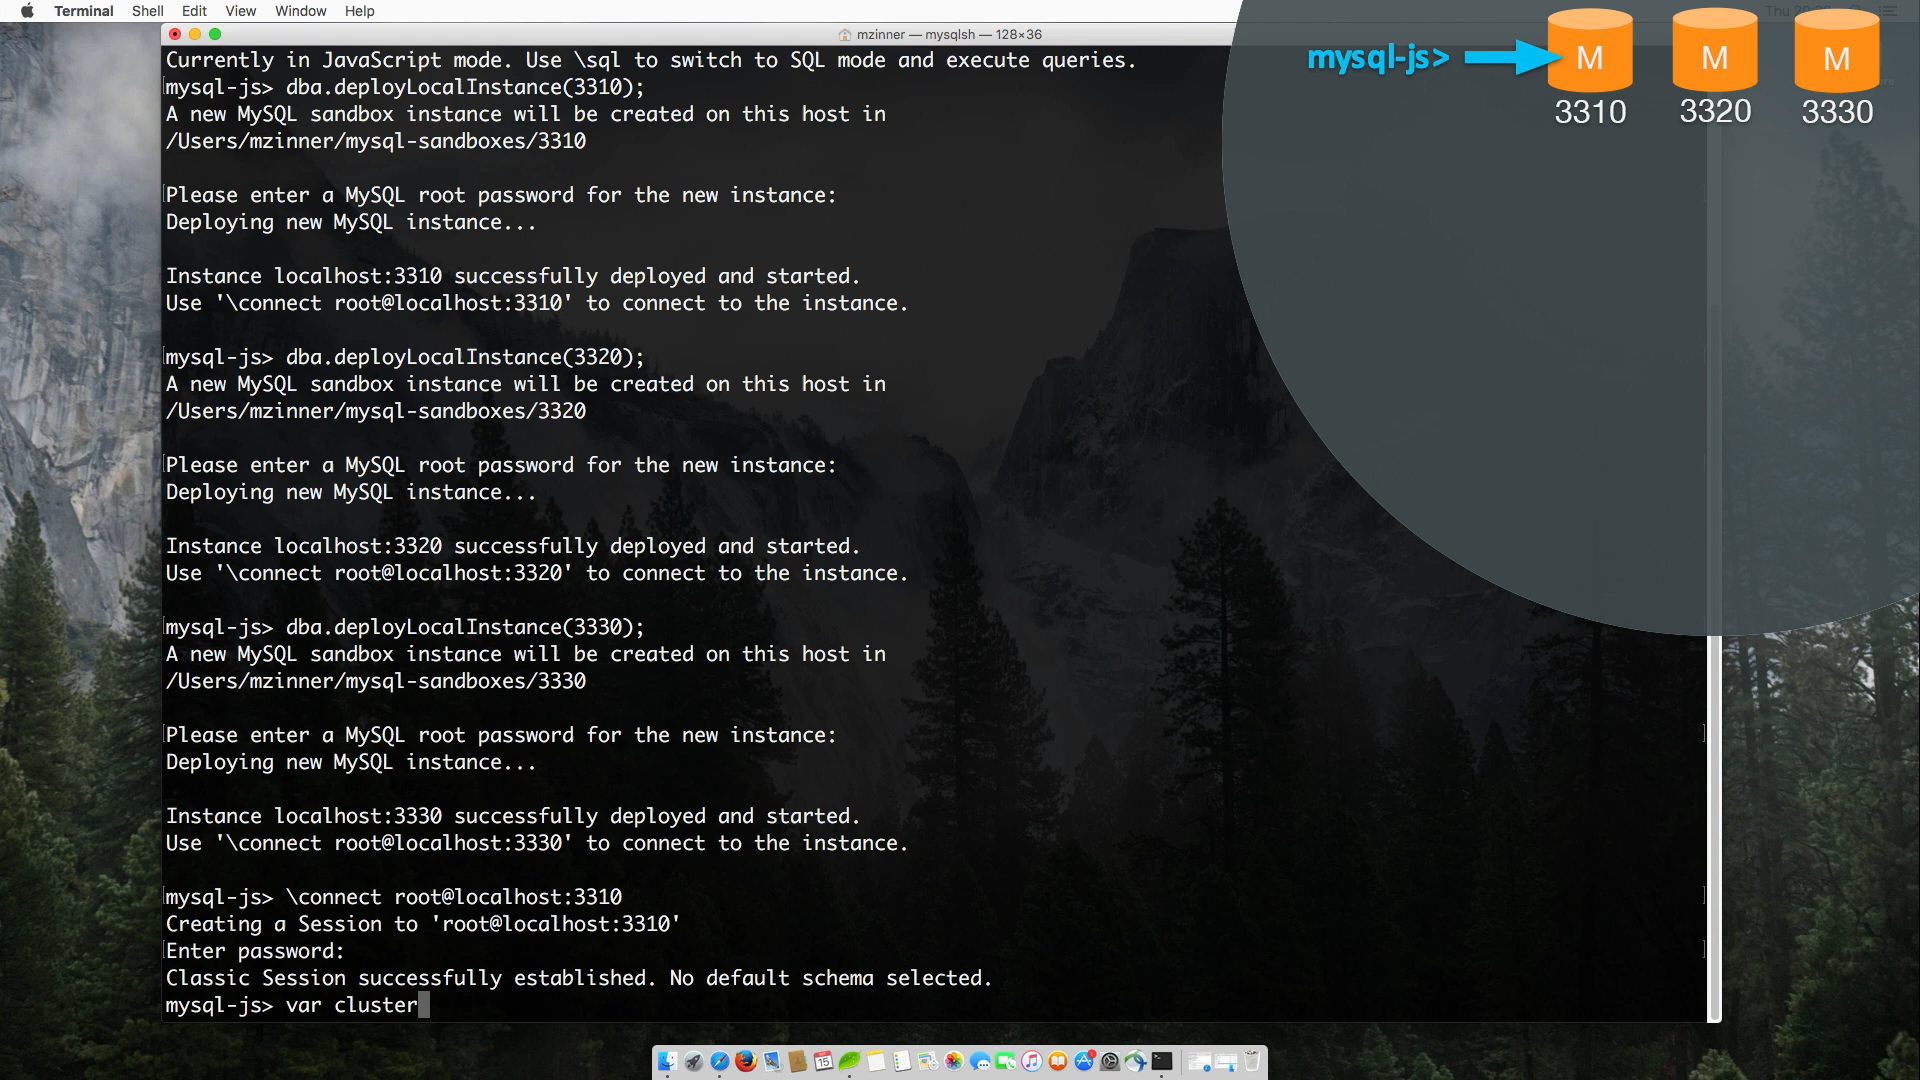 Terminal Shell Edit View Window Help
mzinner — mysqlsh — 128×36
Currently in JavaScript mode. Use \sql to switch to SQL mode and execute queries.
mysql-js> dba.deployLocalInstance(3310);
A new MySQL sandbox instance will be created on this host in
/Users/mzinner/mysql-sandboxes/3310
Please enter a MySQL root password for the new instance:
Deploying new MySQL instance...
Instance localhost:3310 successfully deployed and started.
Use '\connect root@localhost:3310' to connect to the instance.
mysql-js> dba.deployLocalInstance(3320);
A new MySQL sandbox instance will be created on this host in
/Users/mzinner/mysql-sandboxes/3320
Please enter a MySQL root password for the new instance:
Deploying new MySQL instance...
Instance localhost:3320 successfully deployed and started.
Use '\connect root@localhost:3320' to connect to the instance.
mysql-js> dba.deployLocalInstance(3330);
A new MySQL sandbox instance will be created on this host in
/Users/mzinner/mysql-sandboxes/3330
Please enter a MySQL root password for the new instance:
Deploying new MySQL instance...
Instance localhost:3330 successfully deployed and started.
Use '\connect root@localhost:3330' to connect to the instance.
mysql-js> \connect root@localhost:3310
Creating a Session to 'root@localhost:3310'
Enter password:
Classic Session successfully established. No default schema selected.
mysql-js> var cluster
mysql-js> M M M
3310 3320 3330
Thu
15